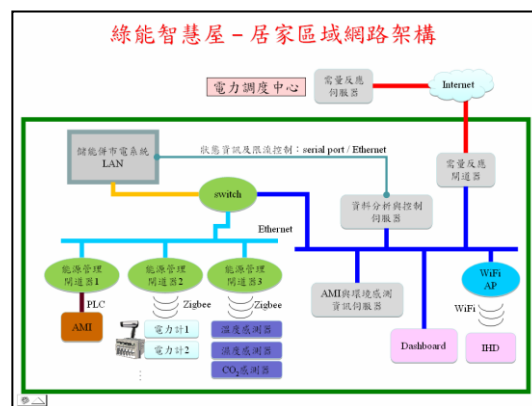 綠能智慧屋 – 居家區域網路架構
電力調度中心
需量反應
伺服器
Internet
儲能併市電系統
LAN
狀態資訊及限流控制：serial port / Ethernet
需量反應
閘道器
switch
資料分析與控制
伺服器
Ethernet
能源管理
閘道器1
能源管理
閘道器2
能源管理
閘道器3
WiFi
AP
PLC
Zigbee
Zigbee
AMI與環境感測
資訊伺服器
WiFi
AMI
電力計1
電力計2
⋮
溫度感測器
濕度感測器
CO₂感測器
Dashboard
IHD